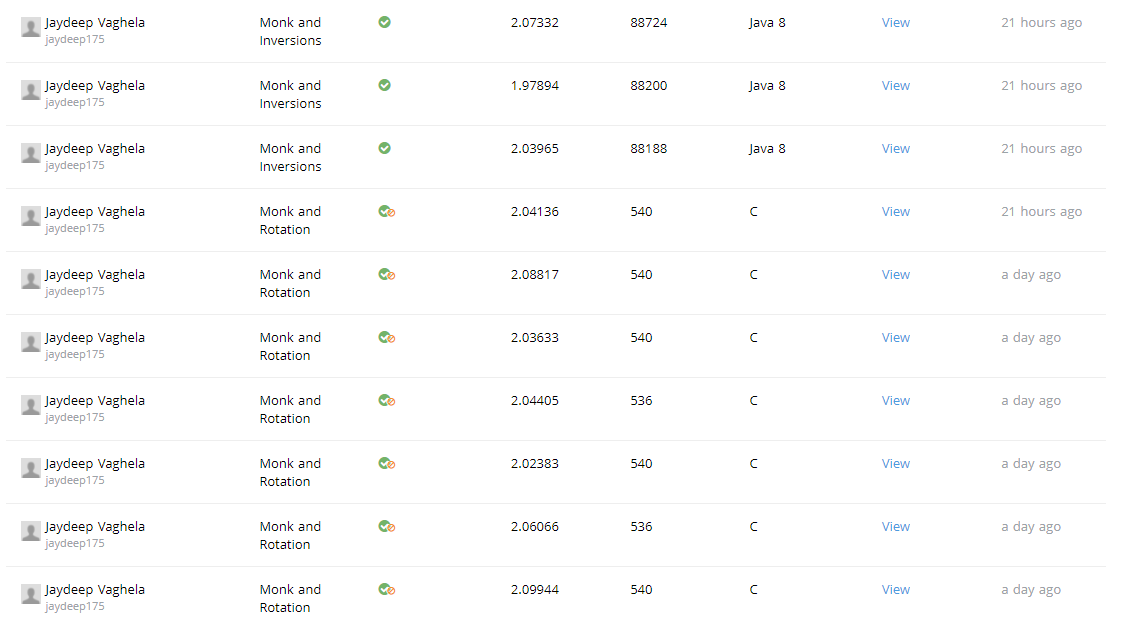 Jaydeep Vaghela Monk and 2.07332 88724 Java 8 View 21 hours ago
jaydeep175 Inversions
Jaydeep Vaghela Monk and 1.97894 88200 Java 8 View 21 hours ago
jaydeep175 Inversions
Jaydeep Vaghela Monk and 2.03965 88188 Java 8 View 21 hours ago
jaydeep175 Inversions
Jaydeep Vaghela Monk and 2.04136 540 C View 21 hours ago
jaydeep175 Rotation
Jaydeep Vaghela Monk and 2.08817 540 C View a day ago
jaydeep175 Rotation
Jaydeep Vaghela Monk and 2.03633 540 C View a day ago
jaydeep175 Rotation
Jaydeep Vaghela Monk and 2.04405 536 C View a day ago
jaydeep175 Rotation
Jaydeep Vaghela Monk and 2.02383 540 C View a day ago
jaydeep175 Rotation
Jaydeep Vaghela Monk and 2.06066 536 C View a day ago
jaydeep175 Rotation
Jaydeep Vaghela Monk and 2.09944 540 C View a day ago
jaydeep175 Rotation